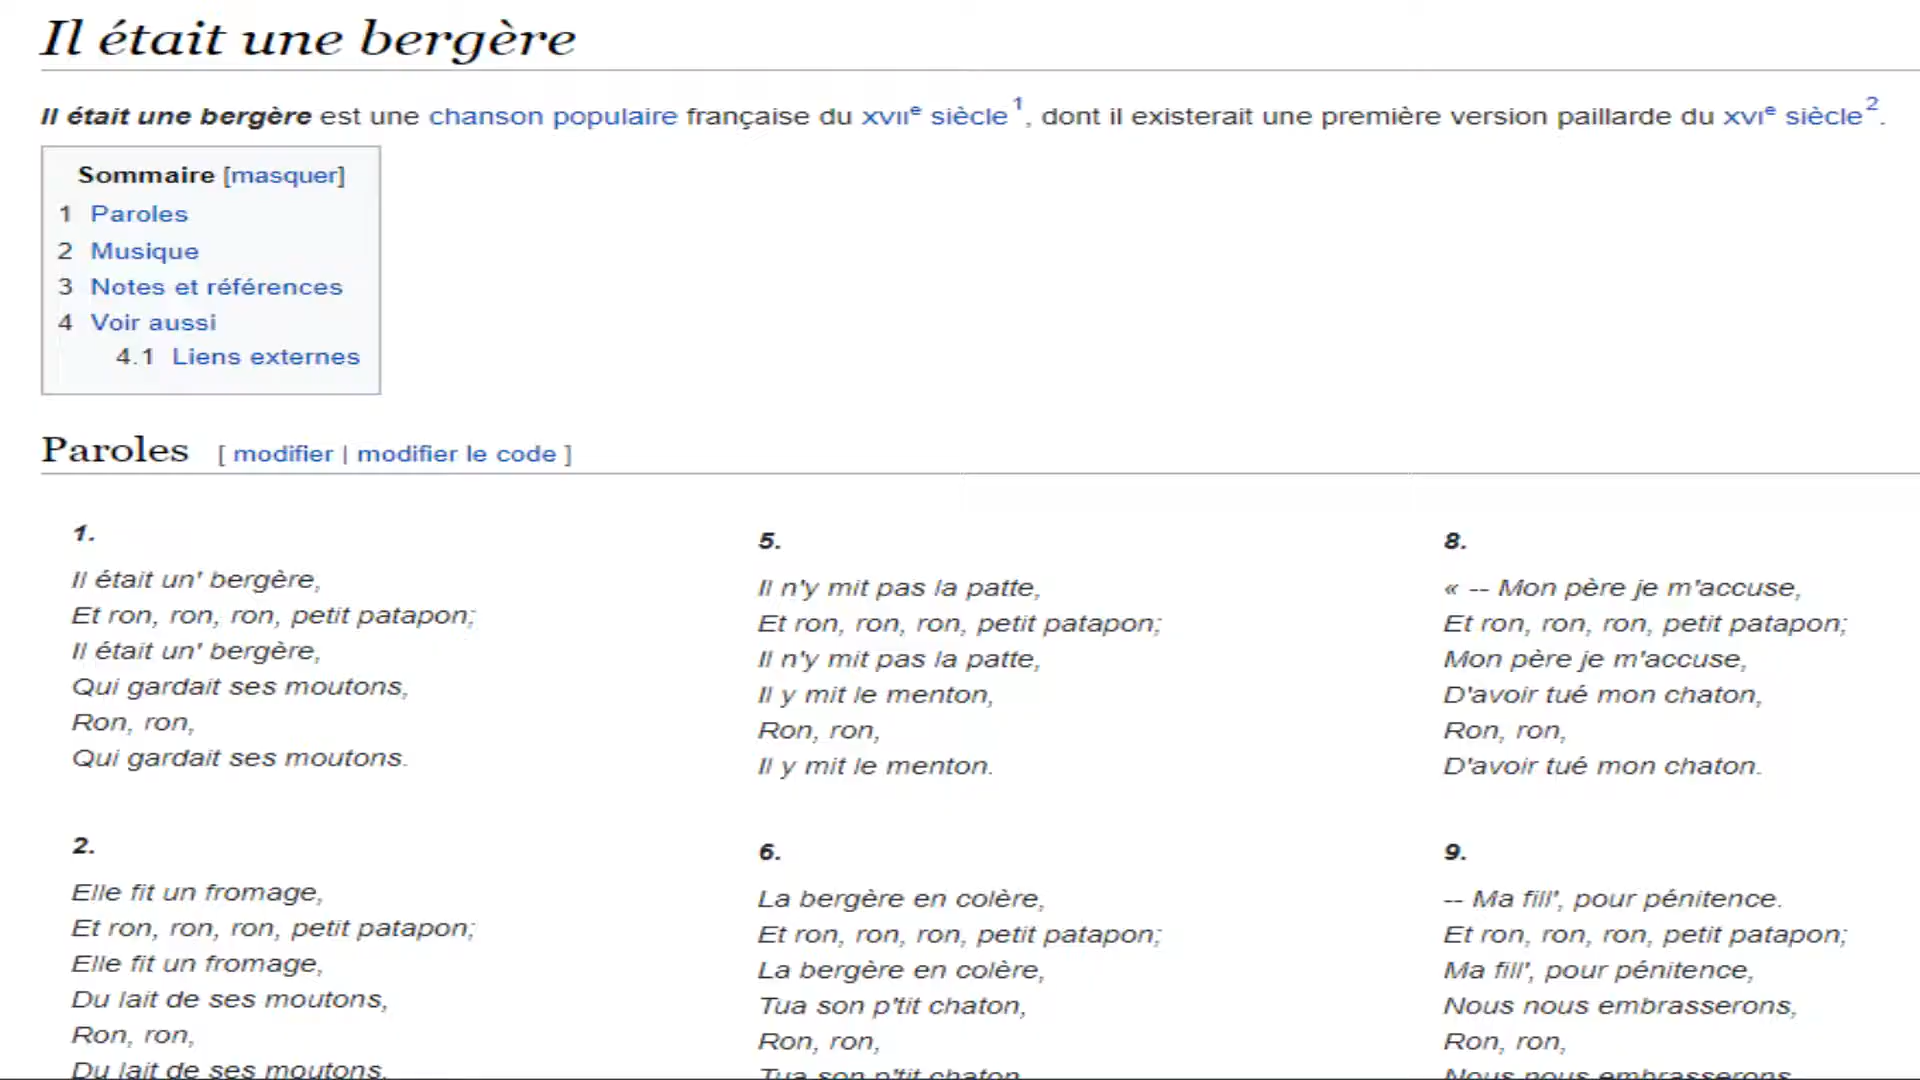 Il était une bergère
Il était une bergère est une chanson populaire française du XVIIe siècle1, dont il existerait une première version paillarde du XVIe siècle2.
Sommaire [masquer]
1 Paroles
2 Musique
3 Notes et références
4 Voir aussi
4.1 Liens externes
Paroles [ modifier | modifier le code ]
1.
Il était un' bergère,
Et ron, ron, ron, petit patapon;
Il était un' bergère,
Qui gardait ses moutons,
Ron, ron,
Qui gardait ses moutons.
2.
Elle fit un fromage,
Et ron, ron, ron, petit patapon;
Elle fit un fromage,
Du lait de ses moutons,
Ron, ron,
Du lait de ses moutons.
5.
Il n'y mit pas la patte,
Et ron, ron, ron, petit patapon;
Il n'y mit pas la patte,
Il y mit le menton,
Ron, ron,
Il y mit le menton.
6.
La bergère en colère,
Et ron, ron, ron, petit patapon;
La bergère en colère,
Tua son p'tit chaton,
Ron, ron,
Tua son p'tit chaton
8.
« -- Mon père je m'accuse,
Et ron, ron, ron, petit patapon;
Mon père je m'accuse,
D'avoir tué mon chaton,
Ron, ron,
D'avoir tué mon chaton.
9.
-- Ma fill', pour pénitence.
Et ron, ron, ron, petit patapon;
Ma fill', pour pénitence,
Nous nous embrasserons,
Ron, ron,
Nous nous embrasserons